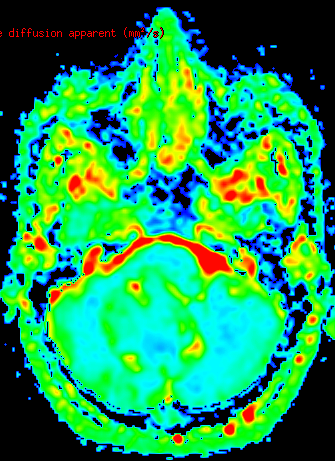 e diffusion apparent (mm²/s)